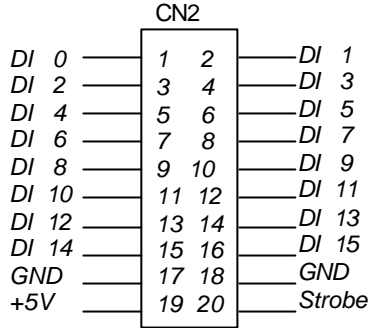 CN2
DI 0 1 2 DI 1
DI 2 3 4 DI 3
DI 4 5 6 DI 5
DI 6 7 8 DI 7
DI 8 9 10 DI 9
DI 10 11 12 DI 11
DI 12 13 14 DI 13
DI 14 15 16 DI 15
GND 17 18 GND
+5V 19 20 Strobe